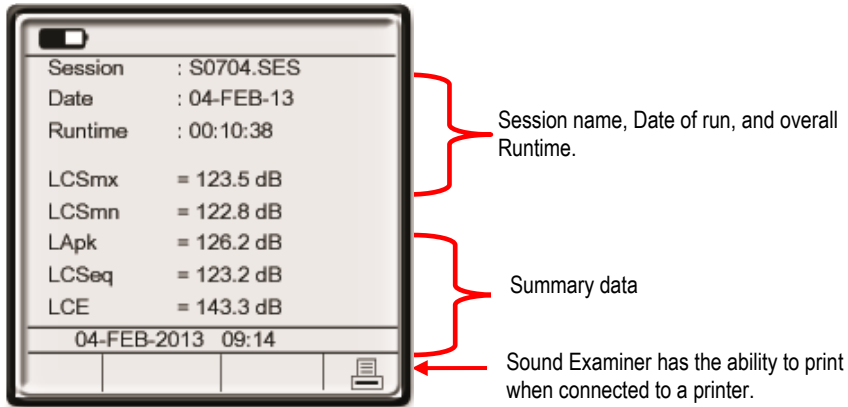 Session : S0704.SES
Date : 04-FEB-13
Runtime : 00:10:38
LCSmx = 123.5 dB
LCSmn = 122.8 dB
LApk = 126.2 dB
LCSeq = 123.2 dB
LCE = 143.3 dB
04-FEB-2013 09:14
Session name, Date of run, and overall
Runtime.
Summary data
Sound Examiner has the ability to print
when connected to a printer.